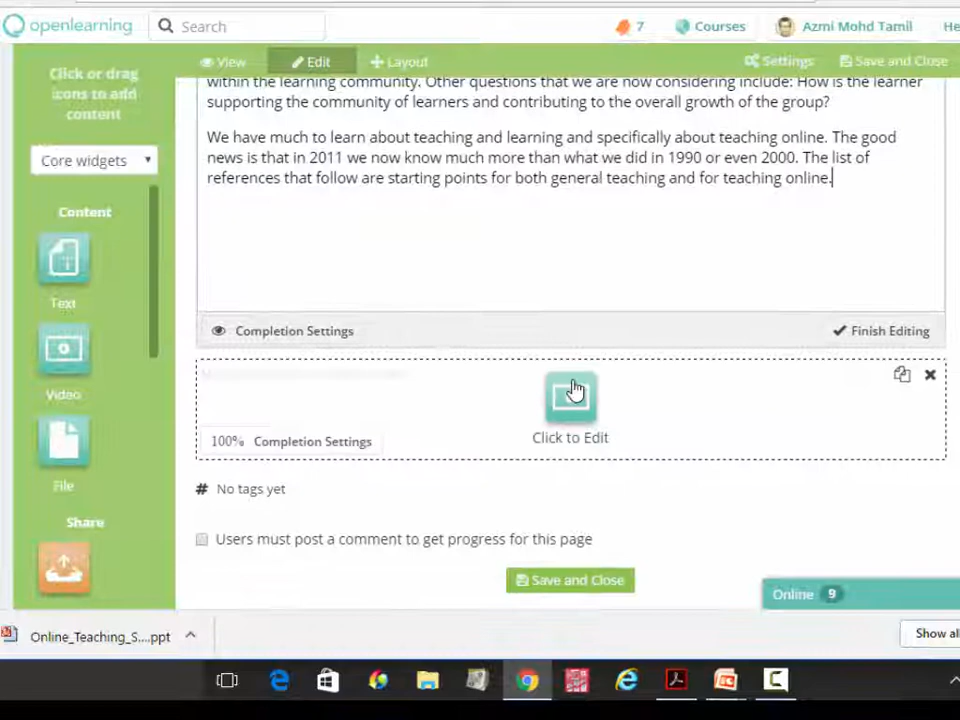 openlearning
Search
7
Courses
Azmi Mohd Tamil
He
Click or drag
icons to add
content
View
Edit
Layout
Settings
Save and Close
Core widgets
Content
Text
Video
File
Share
within the learning community. Other questions that we are now considering include: How is the learner
supporting the community of learners and contributing to the overall growth of the group?
We have much to learn about teaching and learning and specifically about teaching online. The good
news is that in 2011 we now know much more than what we did in 1990 or even 2000. The list of
references that follow are starting points for both general teaching and for teaching online.
Completion Settings
Finish Editing
Click to Edit
100% Completion Settings
# No tags yet
Users must post a comment to get progress for this page
Save and Close
Online 9
Online_Teaching_S....ppt
Show all